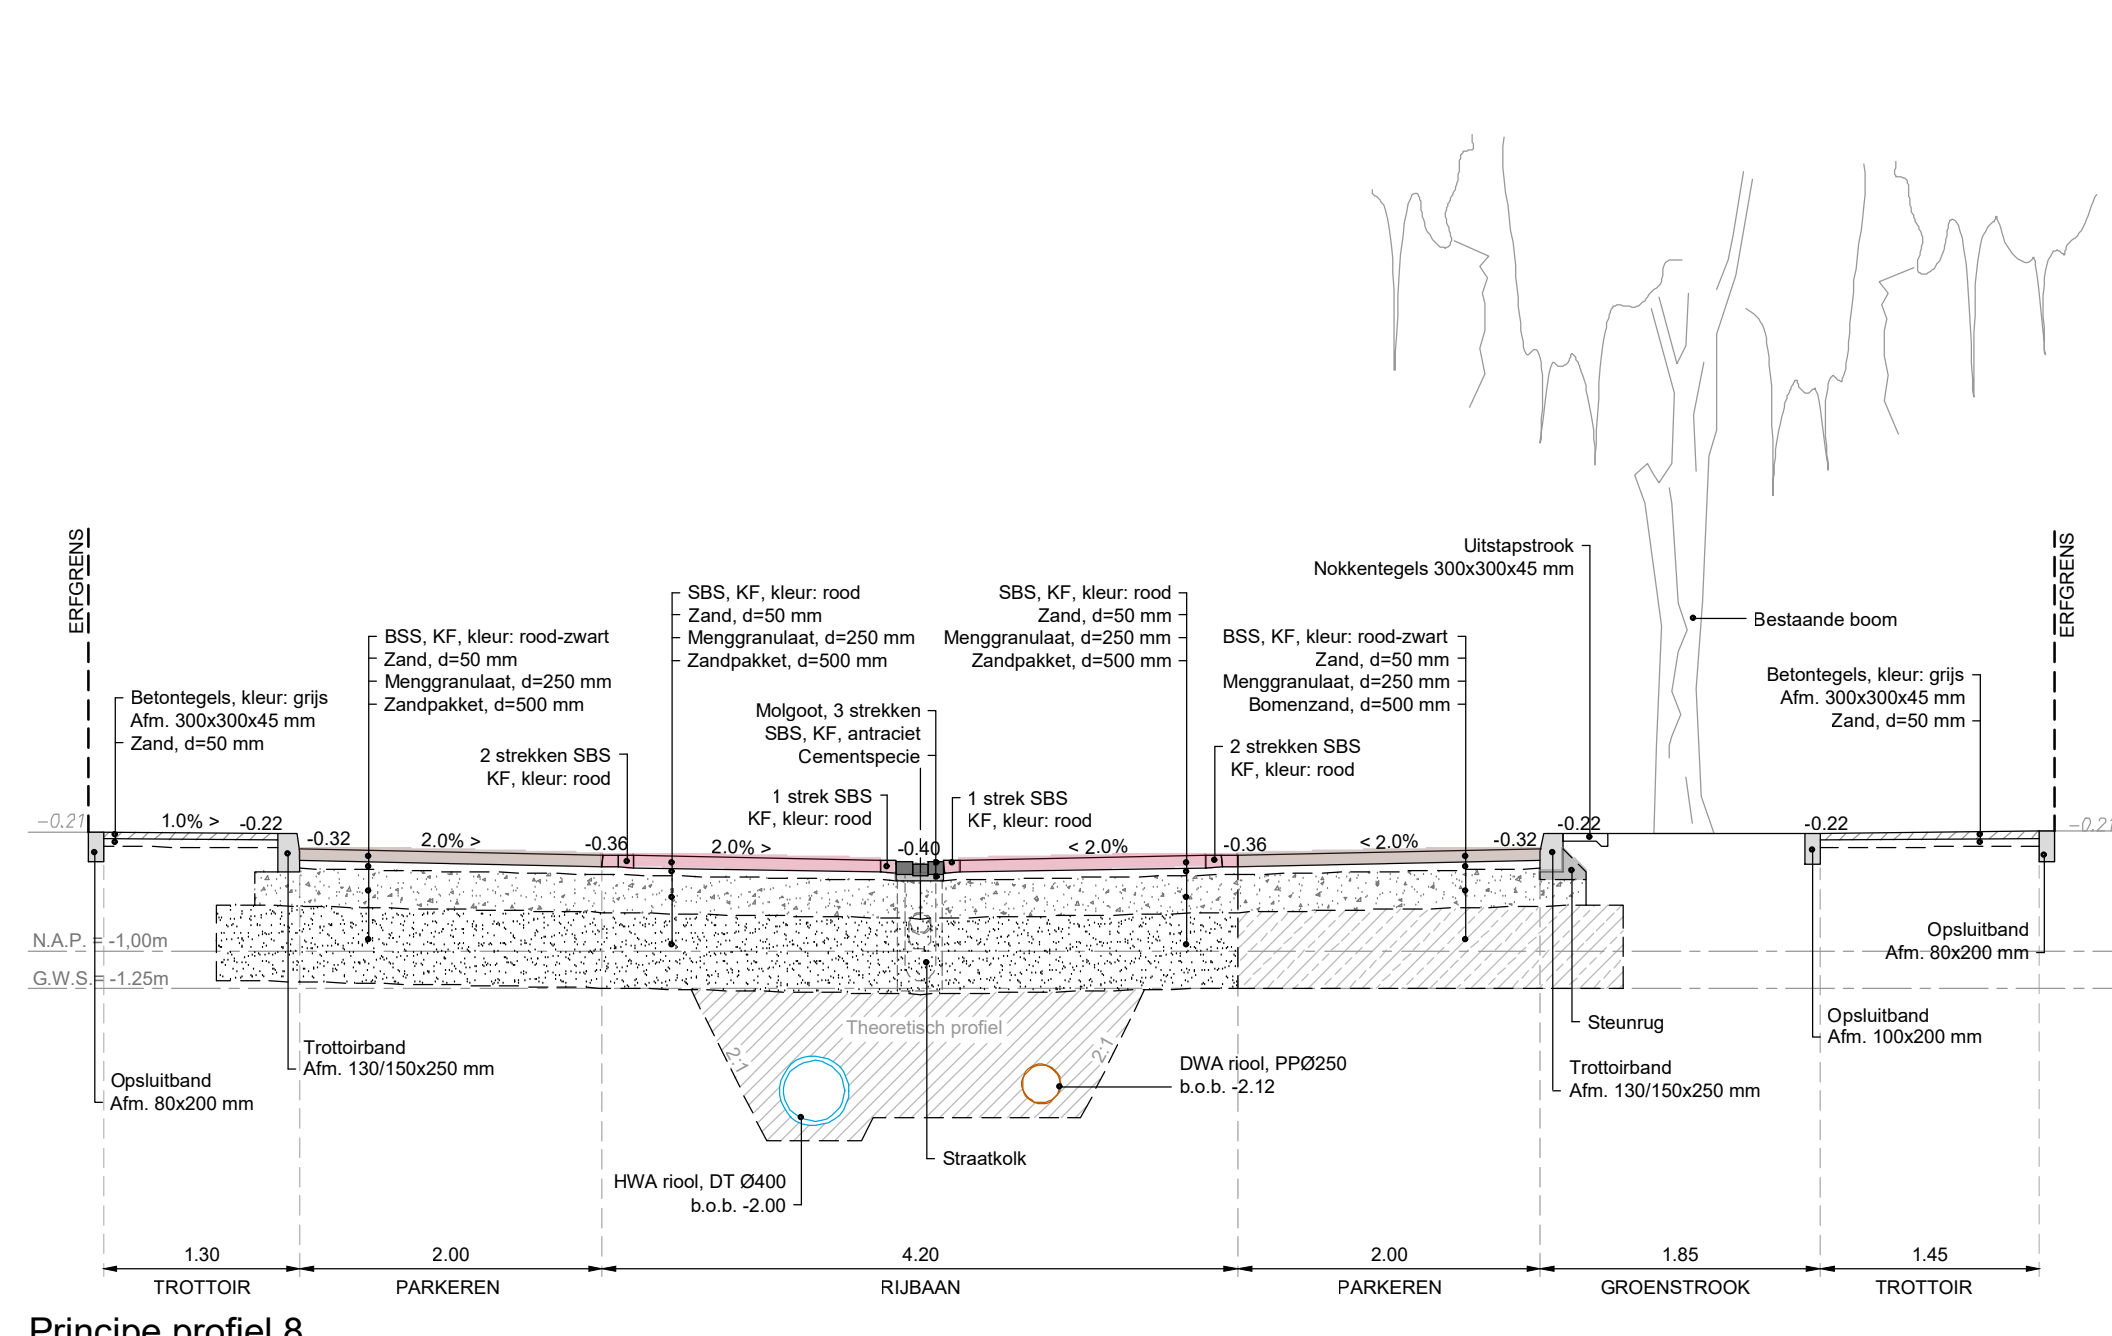 ERFGRENS
ERFGRENS
Uitstapstrook
Nokkentegels 300x300x45 mm
Bestaande boom
SBS, KF, kleur: rood
Zand, d=50 mm
Menggranulaat, d=250 mm
Zandpakket, d=500 mm
SBS, KF, kleur: rood
Zand, d=50 mm
Menggranulaat, d=250 mm
Zandpakket, d=500 mm
BSS, KF, kleur: rood-zwart
Zand, d=50 mm
Menggranulaat, d=250 mm
Zandpakket, d=500 mm
BSS, KF, kleur: rood-zwart
Zand, d=50 mm
Menggranulaat, d=250 mm
Bomenzand, d=500 mm
Betontegels, kleur: grijs
Afm. 300x300x45 mm
Zand, d=50 mm
Betontegels, kleur: grijs
Afm. 300x300x45 mm
Zand, d=50 mm
Molgoot, 3 strekken
SBS, KF, antraciet
Cementspecie
2 strekken SBS
KF, kleur: rood
2 strekken SBS
KF, kleur: rood
1 strek SBS
KF, kleur: rood
1 strek SBS
KF, kleur: rood
-0.21
1.0% >
-0.22
-0.32
2.0% >
-0.36
2.0% >
-0.40
< 2.0%
-0.36
< 2.0%
-0.32
-0.22
-0.22
-0.21
N.A.P. = -1,00m
G.W.S.= -1.25m
Opsluitband
Afm. 80x200 mm
Theoretisch profiel
2:1
2:1
Opsluitband
Afm. 100x200 mm
Steunrug
Trottoirband
Afm. 130/150x250 mm
Trottoirband
Afm. 130/150x250 mm
DWA riool, PPØ250
b.o.b. -2.12
Opsluitband
Afm. 80x200 mm
Straatkolk
HWA riool, DT Ø400
b.o.b. -2.00
1.30
2.00
4.20
2.00
1.85
1.45
TROTTOIR
PARKEREN
RIJBAAN
PARKEREN
GROENSTROOK
TROTTOIR
Principe profiel 8